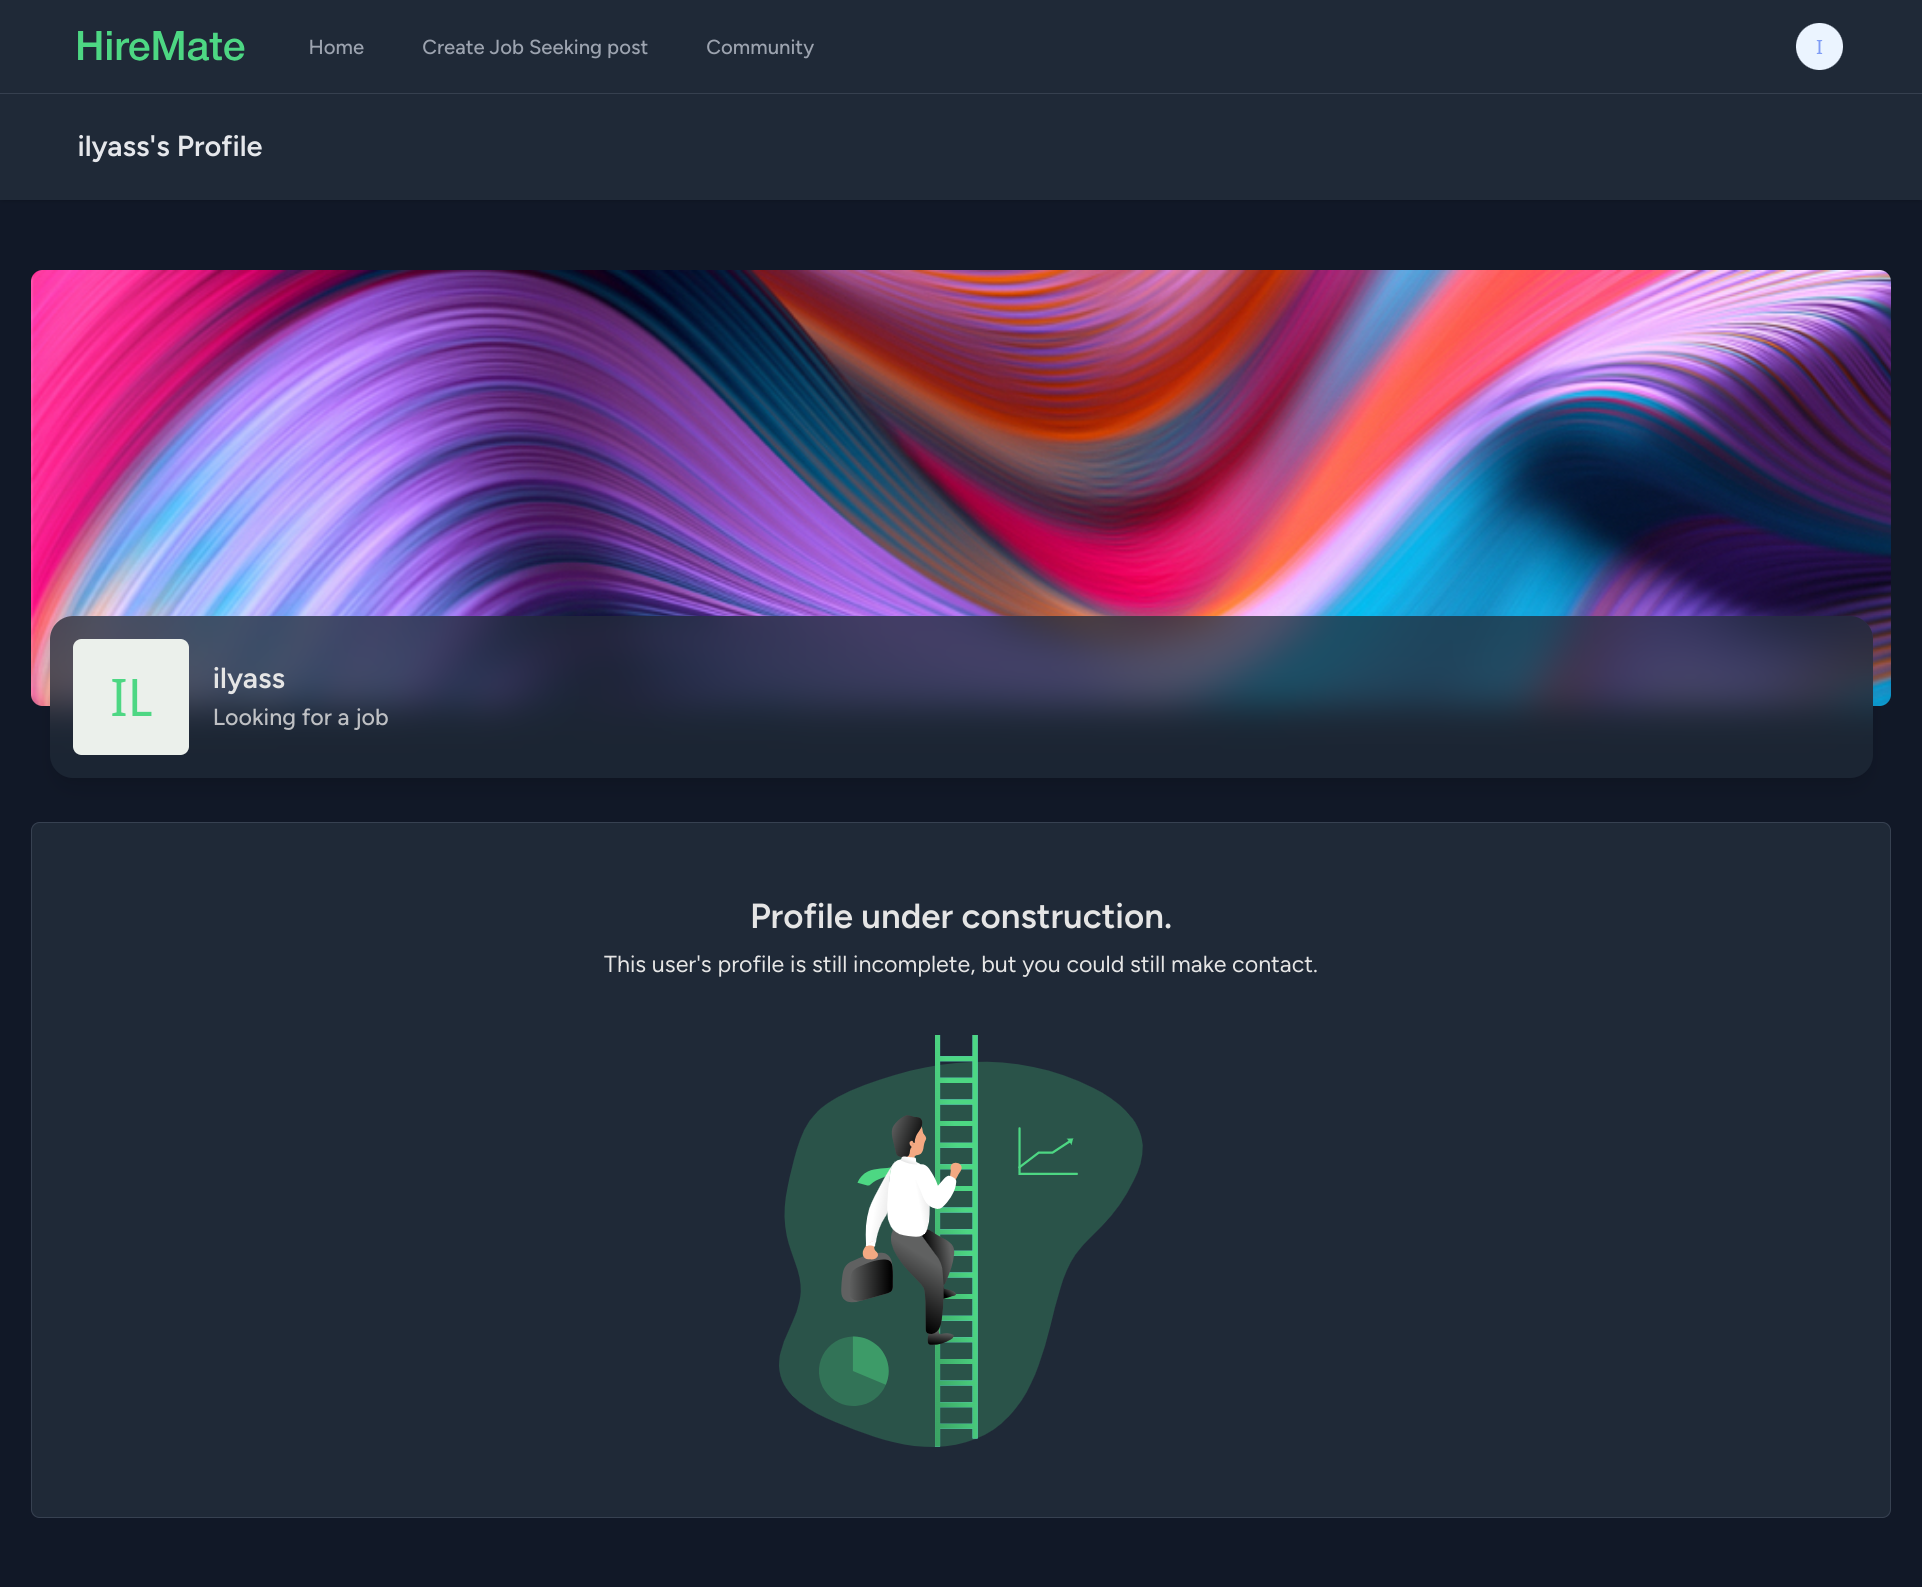 HireMate
Home
Create Job Seeking post
Community
I
ilyass's Profile
IL
ilyass
Looking for a job
Profile under construction.
This user's profile is still incomplete, but you could still make contact.